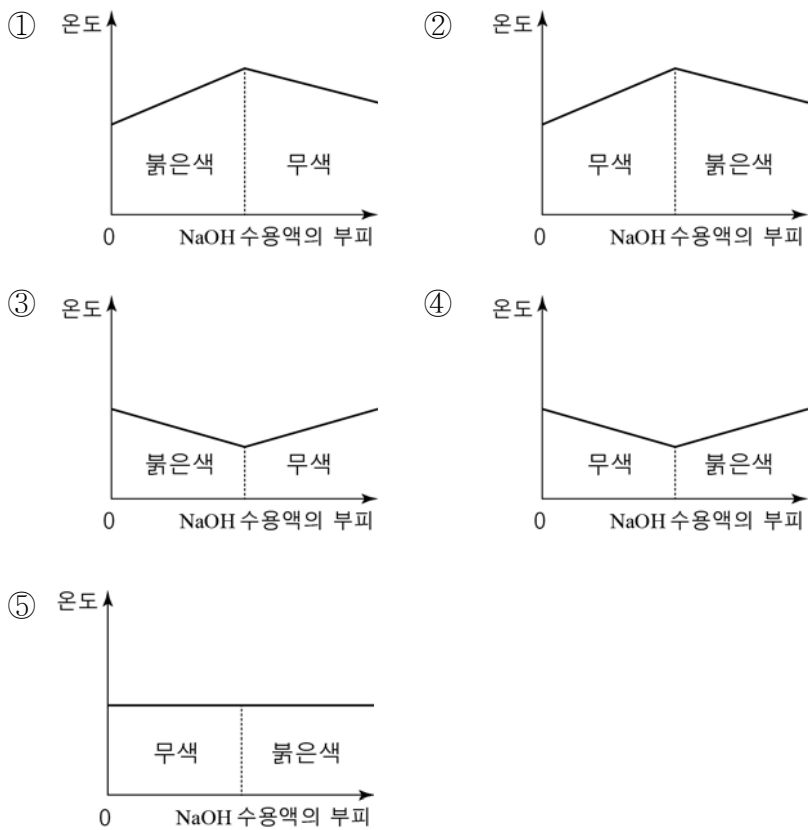 ①
온도
붉은색 무색
0 NaOH 수용액의 부피
②
온도
무색 붉은색
0 NaOH 수용액의 부피
③
온도
붉은색 무색
0 NaOH 수용액의 부피
④
온도
무색 붉은색
0 NaOH 수용액의 부피
⑤
온도
무색 붉은색
0 NaOH 수용액의 부피